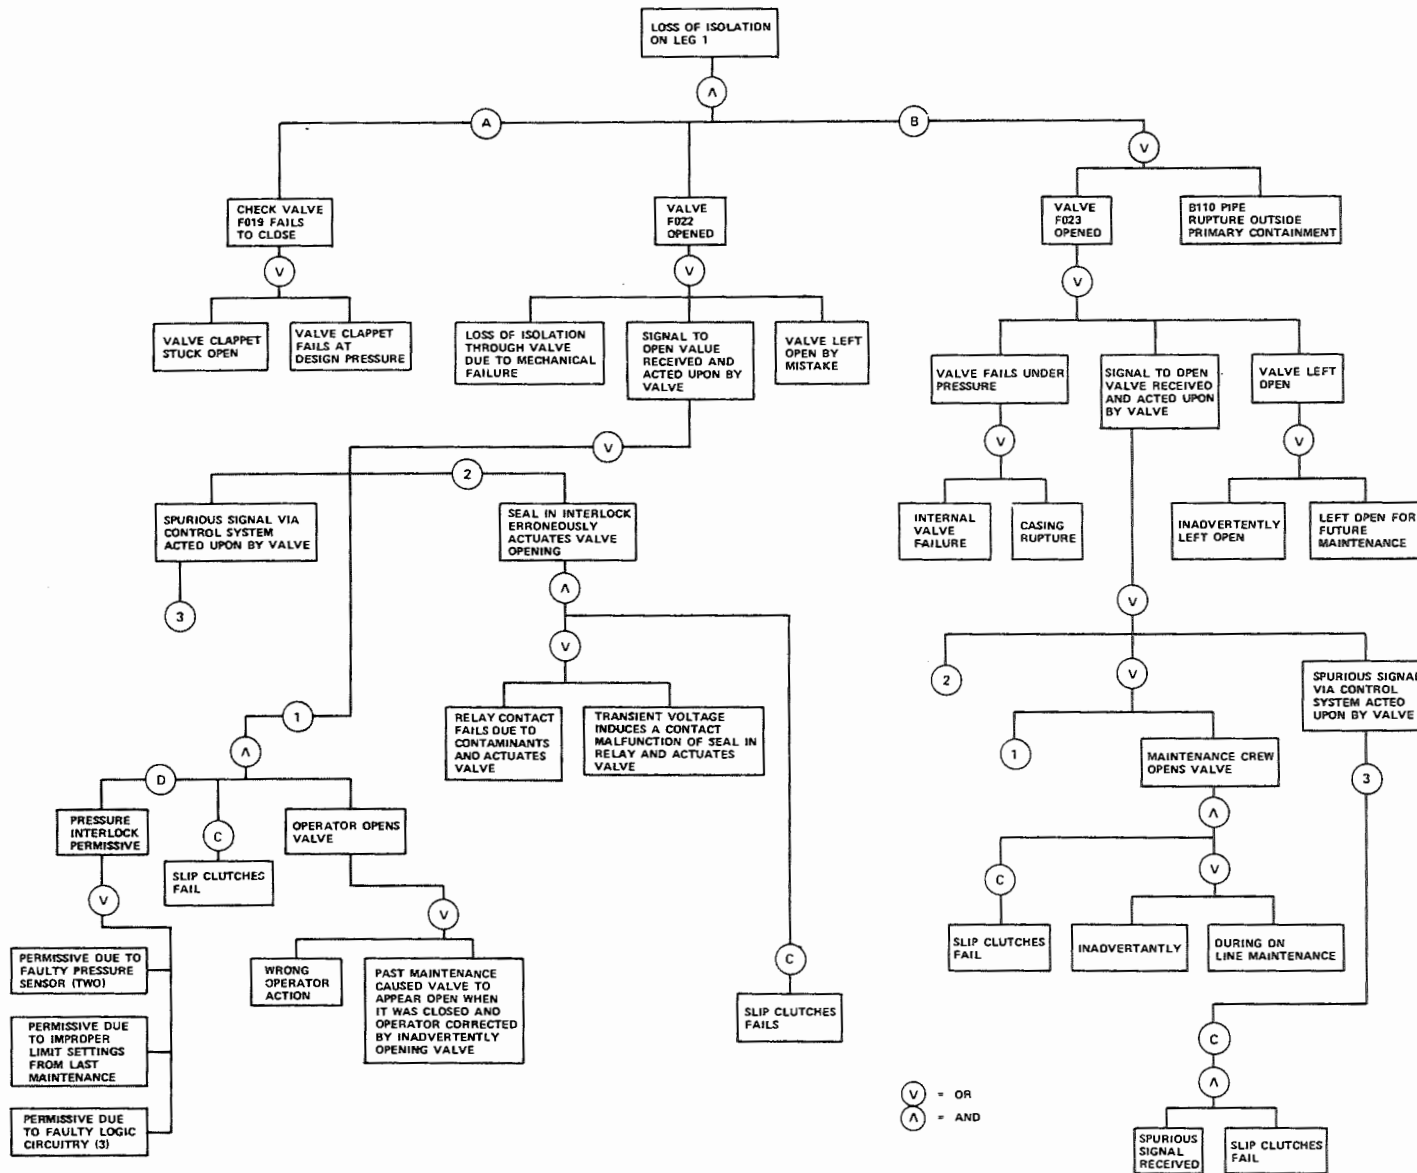 LOSS OF ISOLATION
ON LEG 1
Λ
A
B
V
CHECK VALVE
F019 FAILS
TO CLOSE
VALVE
F022
OPENED
VALVE
F023
OPENED
B110 PIPE
RUPTURE OUTSIDE
PRIMARY CONTAINMENT
V
V
V
VALVE CLAPPET
STUCK OPEN
VALVE CLAPPET
FAILS AT
DESIGN PRESSURE
LOSS OF ISOLATION
THROUGH VALVE
DUE TO MECHANICAL
FAILURE
SIGNAL TO
OPEN VALUE
RECEIVED AND
ACTED UPON BY
VALVE
VALVE LEFT
OPEN BY
MISTAKE
VALVE FAILS UNDER
PRESSURE
SIGNAL TO OPEN
VALVE RECEIVED
AND ACTED UPON
BY VALVE
VALVE LEFT
OPEN
V
V
V
2
SPURIOUS SIGNAL VIA
CONTROL SYSTEM
ACTED UPON BY VALVE
SEAL IN INTERLOCK
ERRONEOUSLY
ACTUATES VALVE
OPENING
INTERNAL
VALVE
FAILURE
CASING
RUPTURE
INADVERTENTLY
LEFT OPEN
LEFT OPEN FOR
FUTURE
MAINTENANCE
3
Λ
V
V
2
V
SPURIOUS SIGNAL
VIA CONTROL
SYSTEM ACTED
UPON BY VALVE
RELAY CONTACT
FAILS DUE TO
CONTAMINANTS
AND ACTUATES
VALVE
TRANSIENT VOLTAGE
INDUCES A CONTACT
MALFUNCTION OF SEAL IN
RELAY AND ACTUATES
VALVE
1
Λ
1
MAINTENANCE CREW
OPENS VALVE
3
D
PRESSURE
INTERLOCK
PERMISSIVE
C
OPERATOR OPENS
VALVE
Λ
SLIP CLUTCHES
FAIL
C
V
V
V
SLIP CLUTCHES
FAIL
INADVERTANTLY
DURING ON
LINE MAINTENANCE
PERMISSIVE DUE TO
FAULTY PRESSURE
SENSOR (TWO)
WRONG
OPERATOR
ACTION
PAST MAINTENANCE
CAUSED VALVE TO
APPEAR OPEN WHEN
IT WAS CLOSED AND
OPERATOR CORRECTED
BY INADVERTENTLY
OPENING VALVE
C
SLIP CLUTCHES
FAILS
PERMISSIVE DUE
TO IMPROPER
LIMIT SETTINGS
FROM LAST
MAINTENANCE
C
Λ
PERMISSIVE DUE
TO FAULTY LOGIC
CIRCUITRY (3)
V = OR
Λ = AND
SPURIOUS
SIGNAL
RECEIVED
SLIP CLUTCHES
FAIL